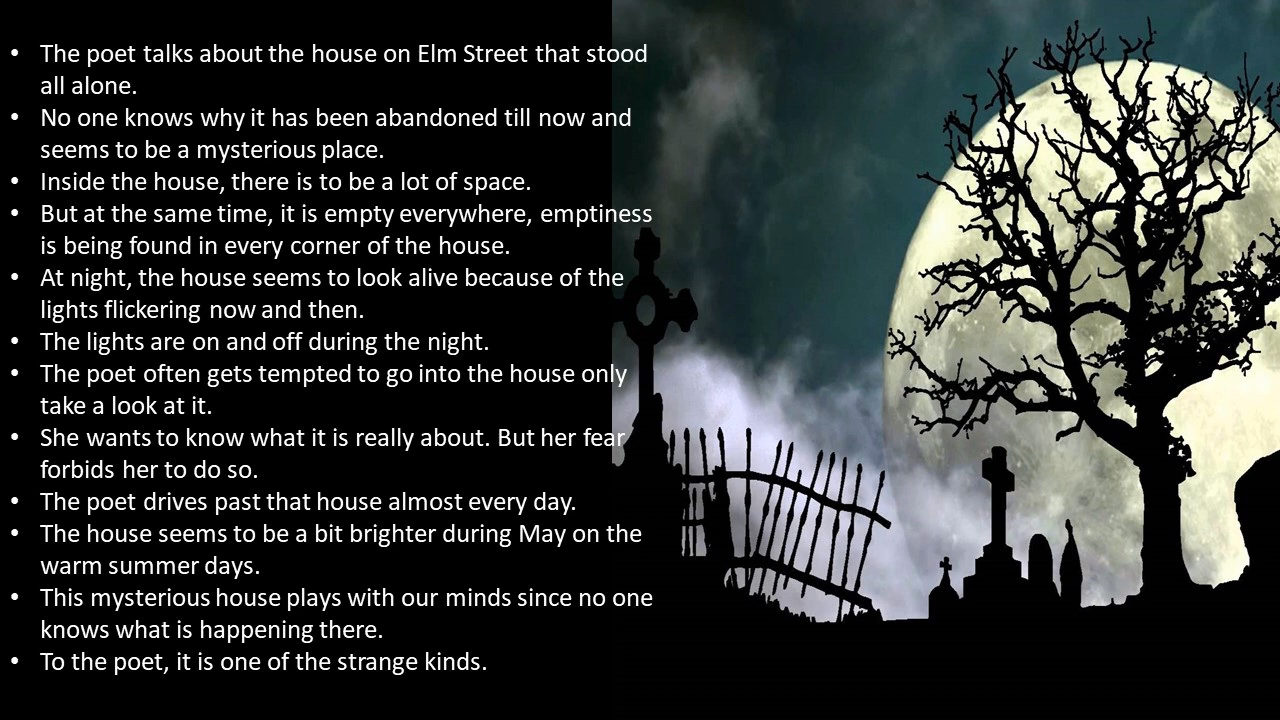 • The poet talks about the house on Elm Street that stood
all alone.
• No one knows why it has been abandoned till now and
seems to be a mysterious place.
• Inside the house, there is to be a lot of space.
• But at the same time, it is empty everywhere, emptiness
is being found in every corner of the house.
• At night, the house seems to look alive because of the
lights flickering now and then.
• The lights are on and off during the night.
• The poet often gets tempted to go into the house only
take a look at it.
• She wants to know what it is really about. But her fear
forbids her to do so.
• The poet drives past that house almost every day.
• The house seems to be a bit brighter during May on the
warm summer days.
• This mysterious house plays with our minds since no one
knows what is happening there.
• To the poet, it is one of the strange kinds.